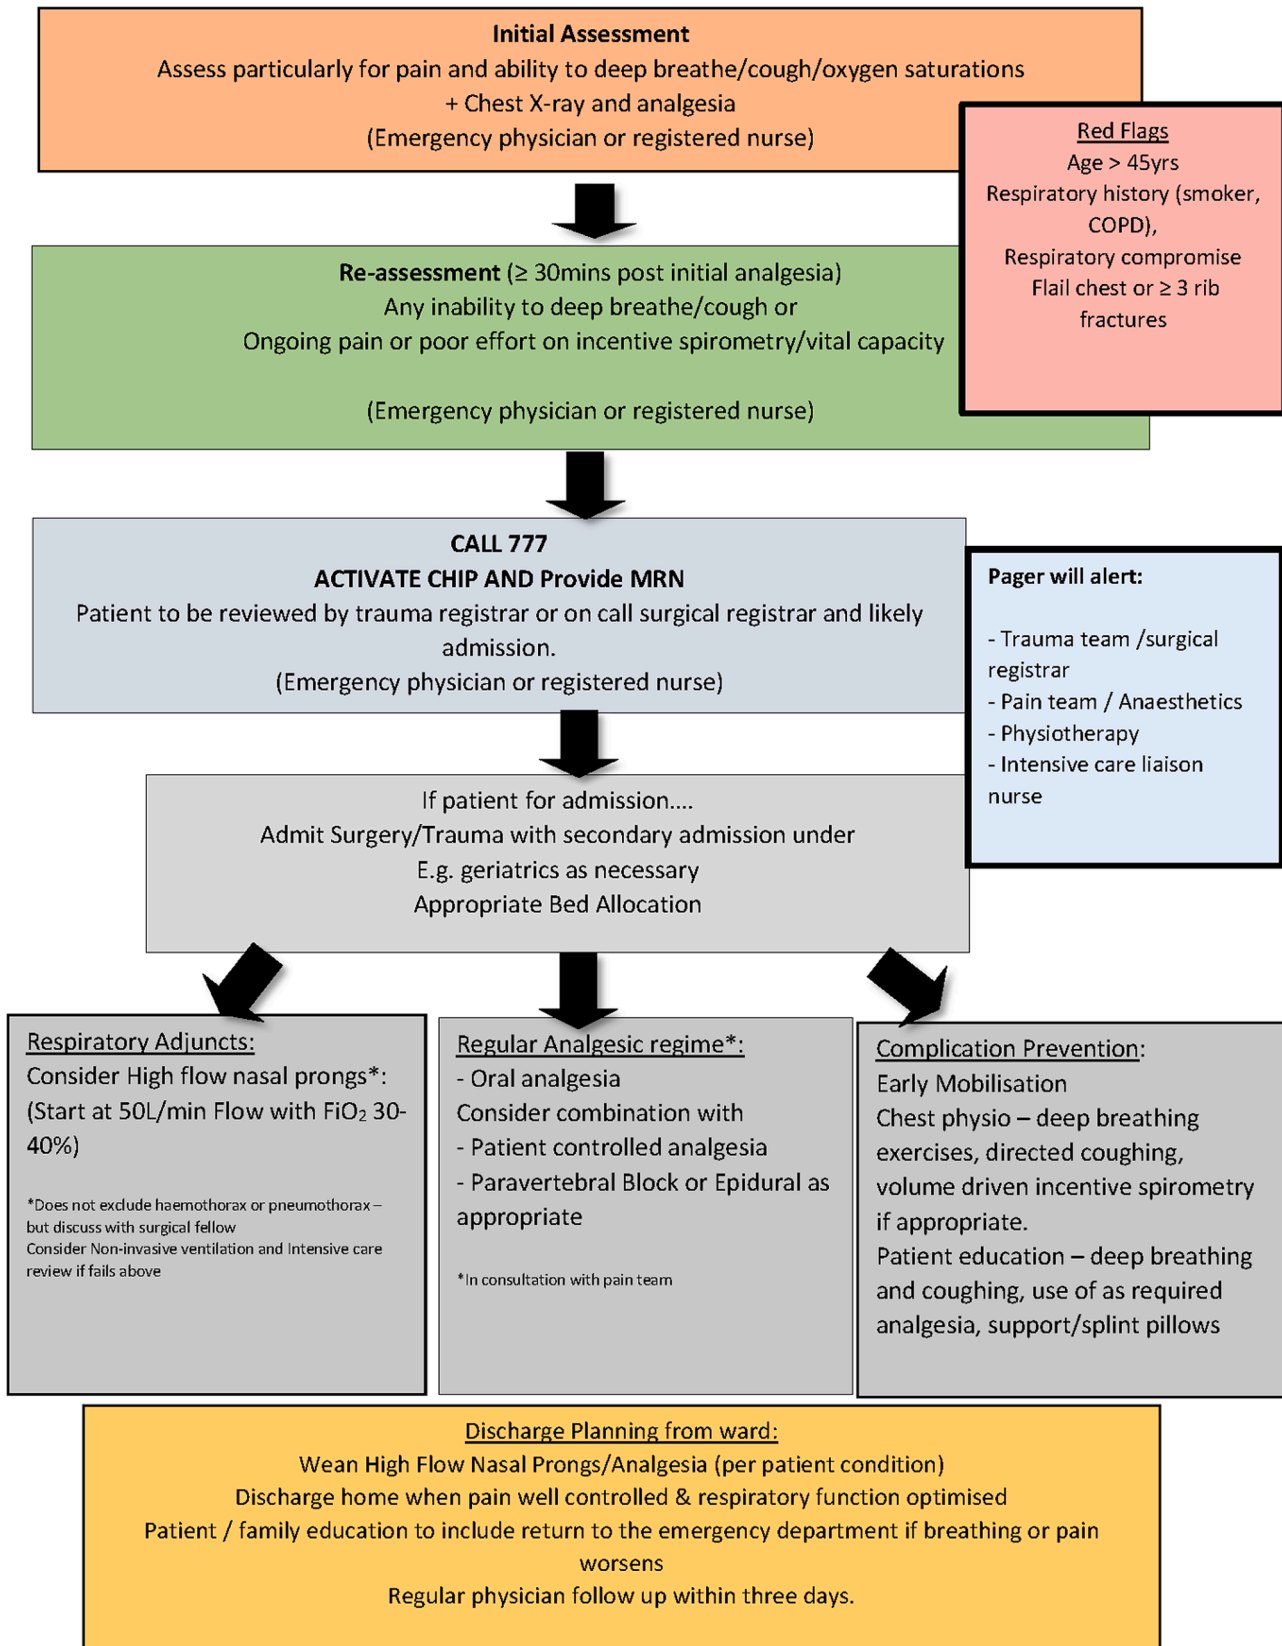 Initial Assessment
Assess particularly for pain and ability to deep breathe/cough/oxygen saturations
+ Chest X-ray and analgesia
(Emergency physician or registered nurse)
Red Flags
Age > 45yrs
Respiratory history (smoker,
COPD),
Respiratory compromise
Flail chest or ≥ 3 rib
fractures
Re-assessment (≥ 30mins post initial analgesia)
Any inability to deep breathe/cough or
Ongoing pain or poor effort on incentive spirometry/vital capacity
(Emergency physician or registered nurse)
CALL 777
ACTIVATE CHIP AND Provide MRN
Patient to be reviewed by trauma registrar or on call surgical registrar and likely
admission.
(Emergency physician or registered nurse)
Pager will alert:
- Trauma team /surgical
registrar
- Pain team / Anaesthetics
- Physiotherapy
- Intensive care liaison
nurse
If patient for admission....
Admit Surgery/Trauma with secondary admission under
E.g. geriatrics as necessary
Appropriate Bed Allocation
Respiratory Adjuncts:
Consider High flow nasal prongs*:
(Start at 50L/min Flow with FiO₂ 30-
40%)
*Does not exclude haemothorax or pneumothorax –
but discuss with surgical fellow
Consider Non-invasive ventilation and Intensive care
review if fails above
Regular Analgesic regime*:
- Oral analgesia
Consider combination with
- Patient controlled analgesia
- Paravertebral Block or Epidural as
appropriate
*In consultation with pain team
Complication Prevention:
Early Mobilisation
Chest physio – deep breathing
exercises, directed coughing,
volume driven incentive spirometry
if appropriate.
Patient education – deep breathing
and coughing, use of as required
analgesia, support/splint pillows
Discharge Planning from ward:
Wean High Flow Nasal Prongs/Analgesia (per patient condition)
Discharge home when pain well controlled & respiratory function optimised
Patient / family education to include return to the emergency department if breathing or pain
worsens
Regular physician follow up within three days.